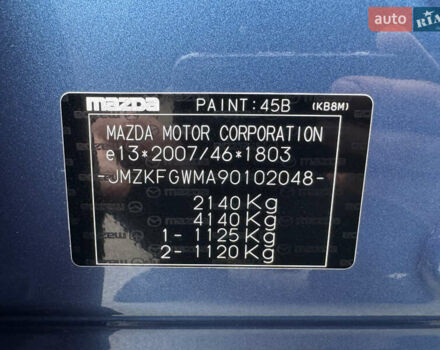 AUTO
RIA
mazda PAINT:45B (KB8M)
MAZDA MOTOR CORPORATION
e13*2007/46*1803
-JMZKFGWMA90102048-
2140Kg
4140Kg
1- 1125Kg
2- 1120Kg